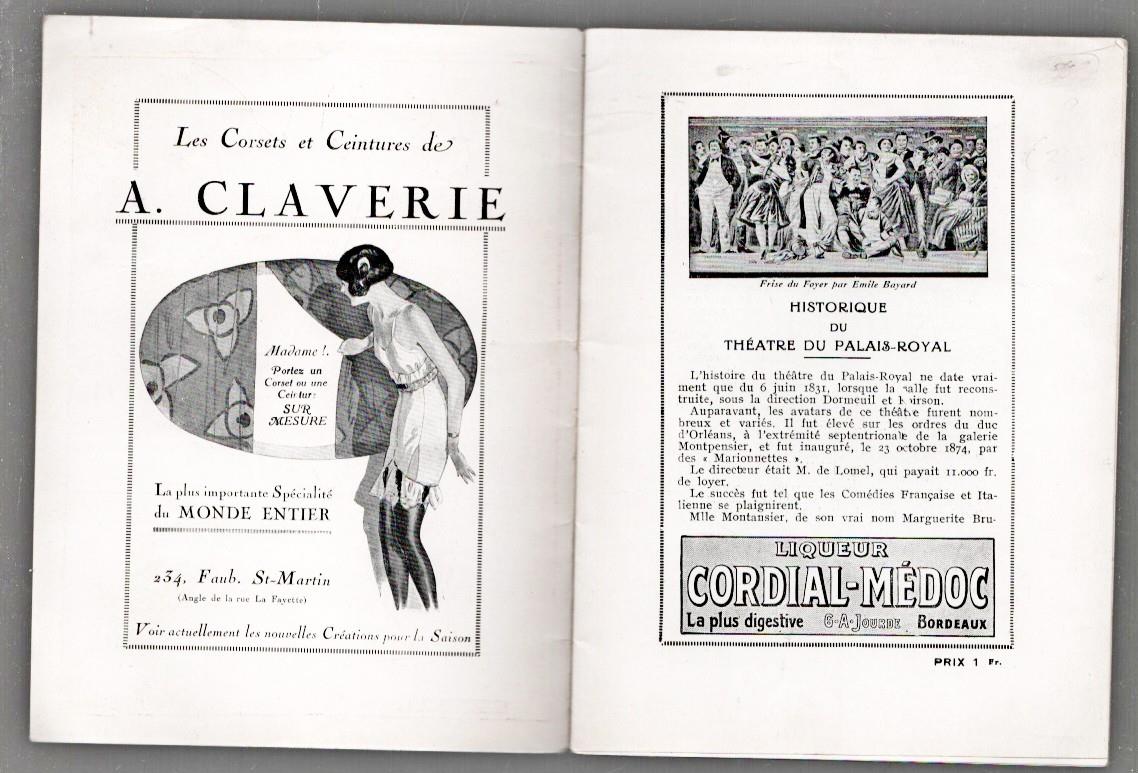 Les Corsets et Ceintures de
A. CLAVERIE
Madame !.
Portez un
Corset ou une
Ceintur:
SUR
MESURE
La plus importante Spécialité
du MONDE ENTIER
234, Faub. St-Martin
(Angle de la rue La Fayette)
Voir actuellement les nouvelles Créations pour la Saison
Frise du Foyer par Emile Bayard
HISTORIQUE
DU
THÉATRE DU PALAIS-ROYAL
L'histoire du théâtre du Palais-Royal ne date vrai-
ment que du 6 juin 1831, lorsque la salle fut recons-
truite, sous la direction Dormeuil et Poirson.
Auparavant, les avatars de ce théâtre furent nom-
breux et variés. Il fut élevé sur les ordres du duc
d'Orléans, à l'extrémité septentrionale de la galerie
Montpensier, et fut inauguré, le 23 octobre 1874, par
des « Marionnettes ».
Le directeur était M. de Lomel, qui payait 11.000 fr.
de loyer.
Le succès fut tel que les Comédies Française et Ita-
lienne se plaignirent.
Mlle Montansier, de son vrai nom Marguerite Bru-
LIQUEUR
CORDIAL-MÉDOC
La plus digestive G-A-JOURDE BORDEAUX
PRIX 1 Fr.